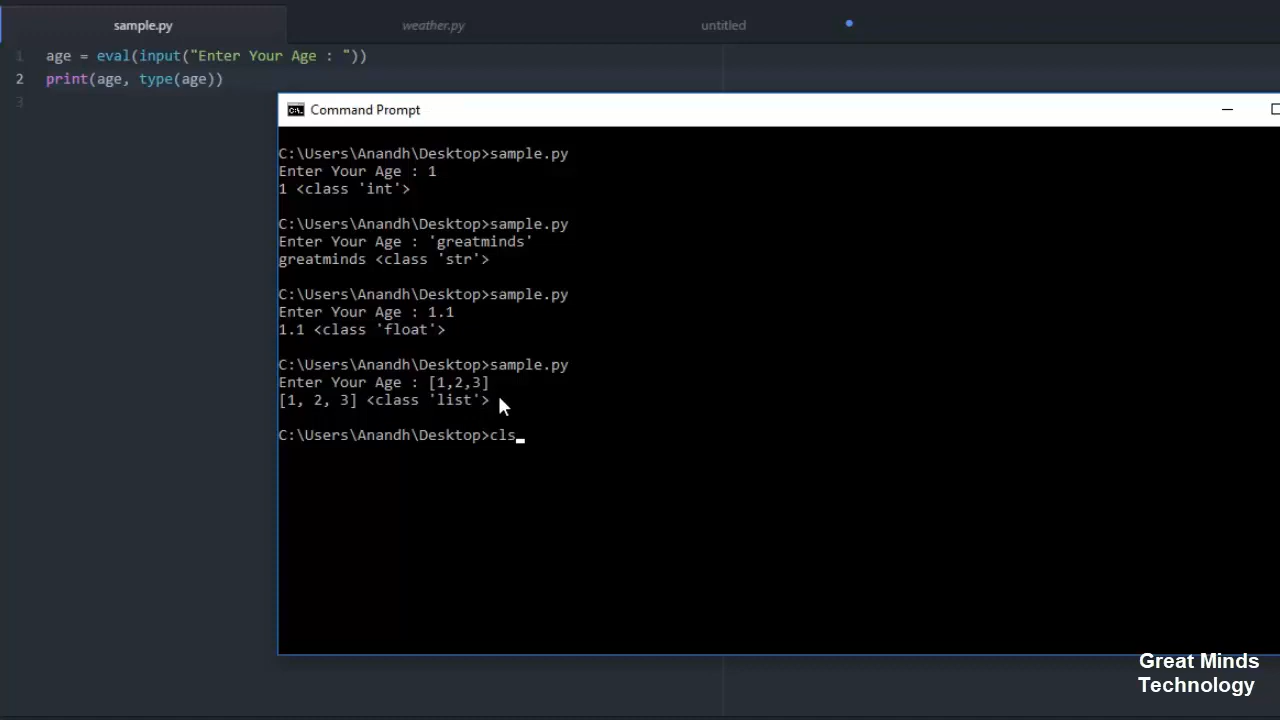 sample.py weather.py untitled
1 age = eval(input("Enter Your Age : "))
2 print(age, type(age))
3
Command Prompt
C:\Users\Anandh\Desktop>sample.py
Enter Your Age : 1
1 <class 'int'>
C:\Users\Anandh\Desktop>sample.py
Enter Your Age : 'greatminds'
greatminds <class 'str'>
C:\Users\Anandh\Desktop>sample.py
Enter Your Age : 1.1
1.1 <class 'float'>
C:\Users\Anandh\Desktop>sample.py
Enter Your Age : [1,2,3]
[1, 2, 3] <class 'list'>
C:\Users\Anandh\Desktop>cls
Great Minds
Technology